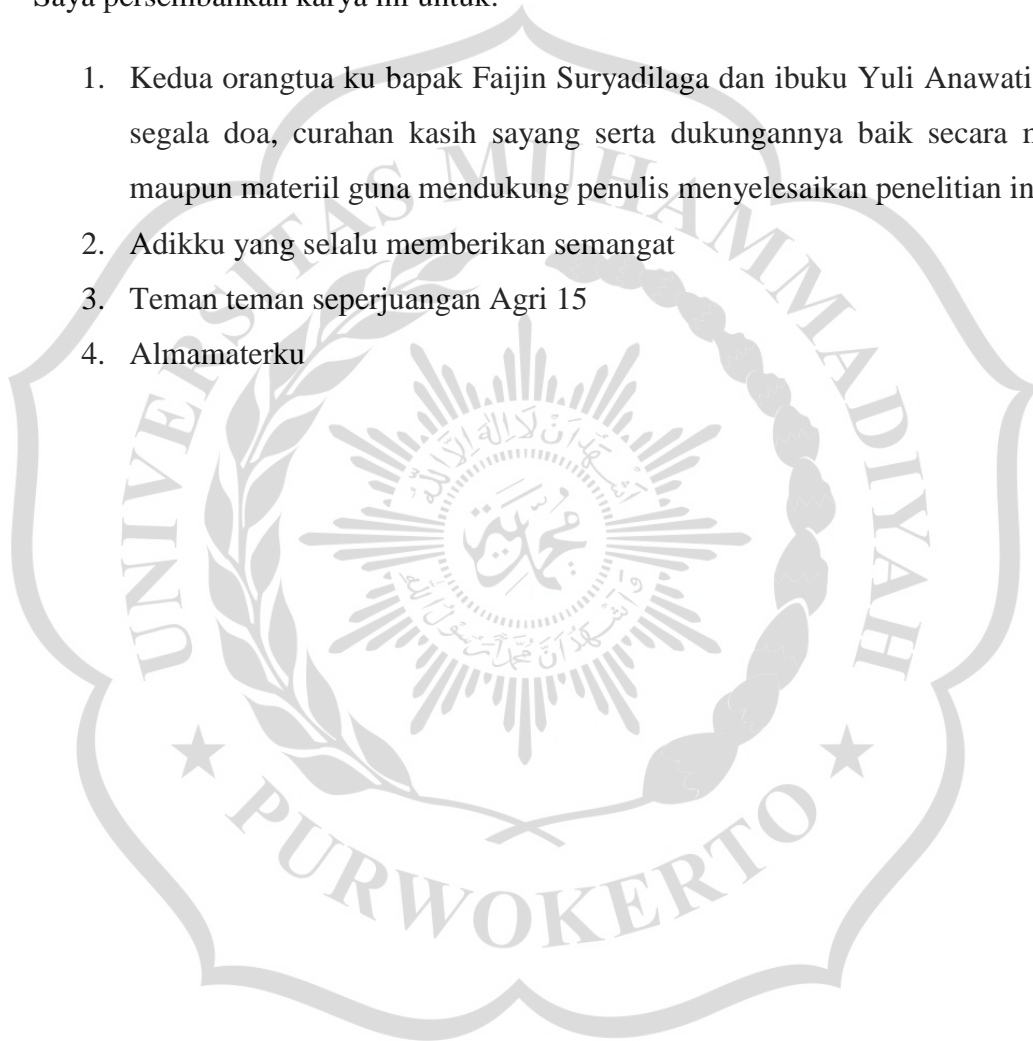 Saya persembahkan karya ini untuk:
1. Kedua orangtua ku bapak Faijin Suryadilaga dan ibuku Yuli Anawati
segala doa, curahan kasih sayang serta dukungannya baik secara
maupun materiil guna mendukung penulis menyelesaikan penelitian
2. Adikku yang selalu memberikan semangat
3. Teman teman seperjuangan Agri 15
4. Almamaterku
UNIVERSITAS MUHAMMADIYAH
PURWOKERTO